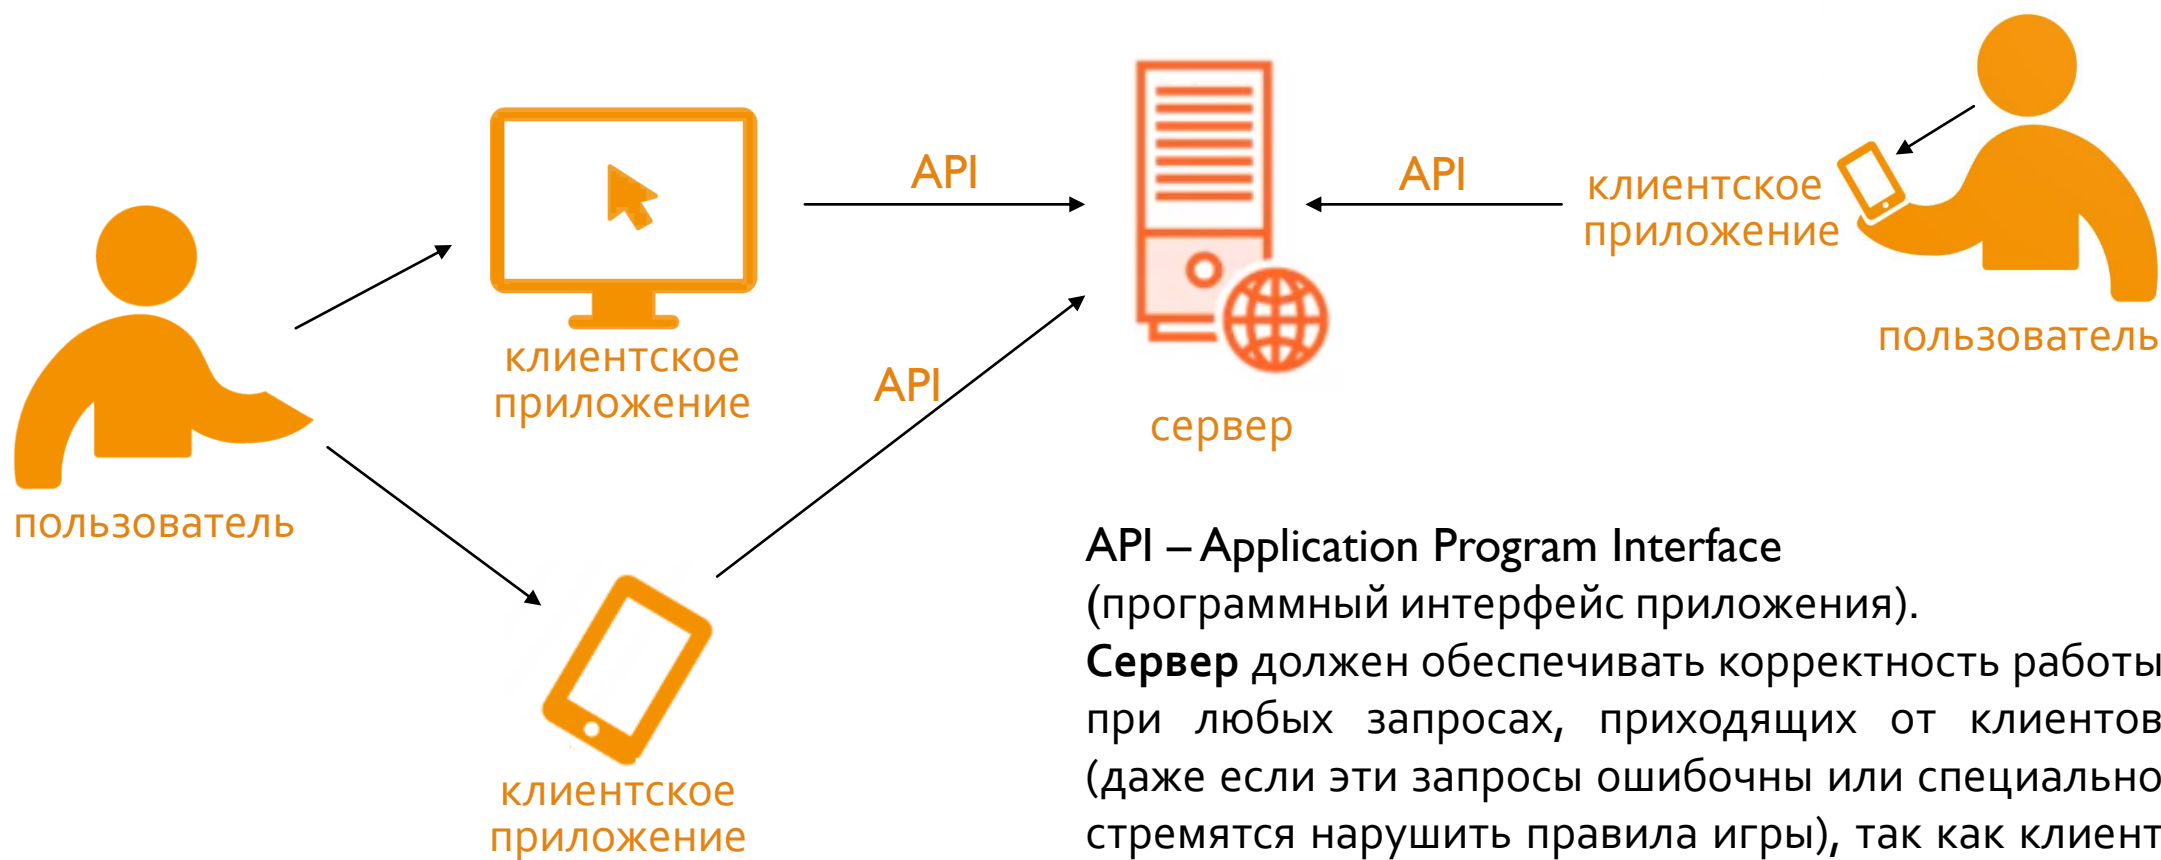 API
API
клиентское
приложение
пользователь
клиентское
приложение
API
сервер
пользователь
клиентское
приложение
API – Application Program Interface
(программный интерфейс приложения).
Сервер должен обеспечивать корректность работы
при любых запросах, приходящих от клиентов
(даже если эти запросы ошибочны или специально
стремятся нарушить правила игры), так как клиент